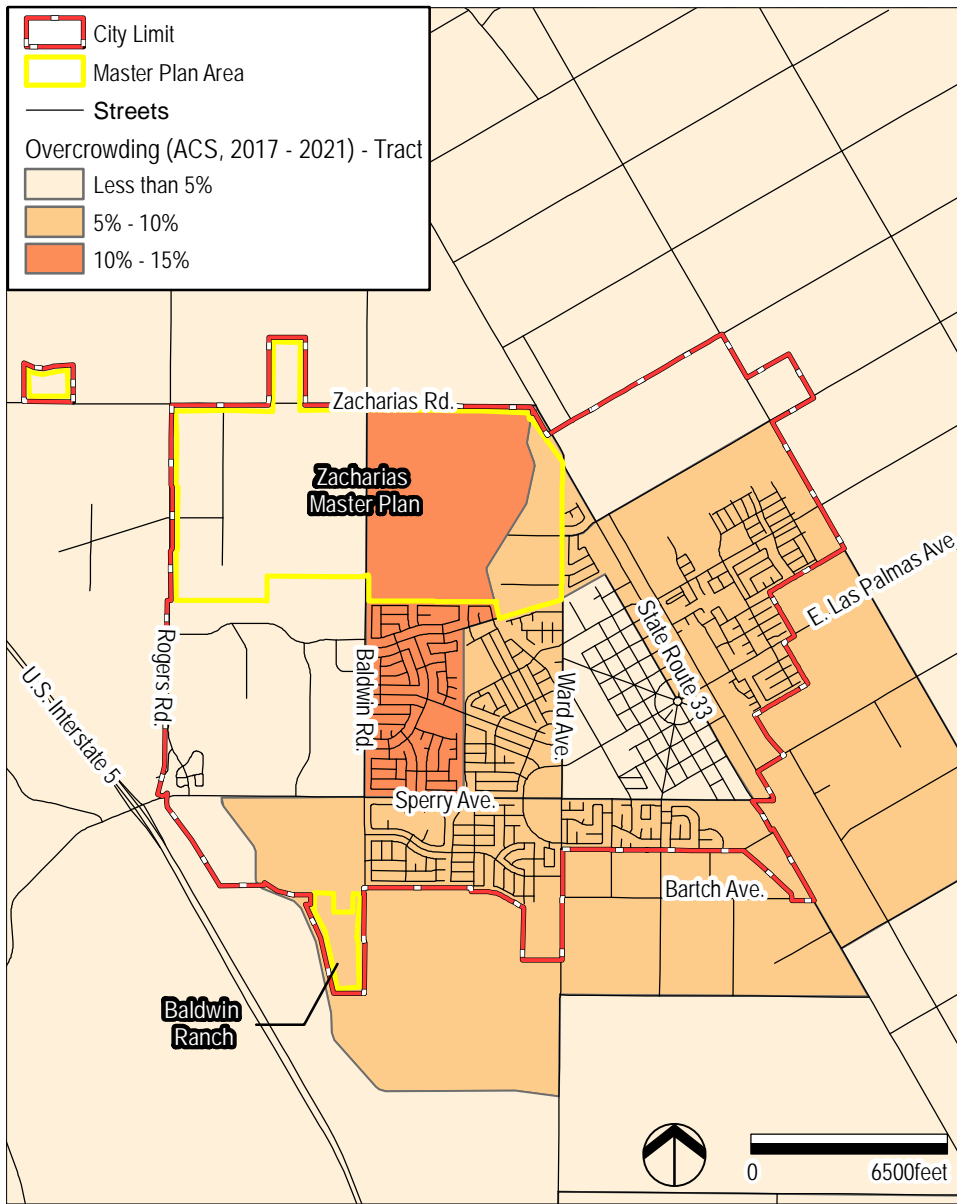 City Limit
Master Plan Area
Streets
Overcrowding (ACS, 2017 - 2021) - Tract
Less than 5%
5% - 10%
10% - 15%
Zacharias Rd.
Zacharias
Master Plan
E. Las Palmas Ave.
State Route 33
Rogers Rd.
Baldwin Rd.
Ward Ave.
U.S. Interstate 5
Sperry Ave.
Bartch Ave.
Baldwin
Ranch
0 6500feet